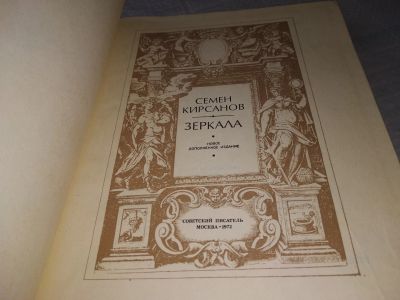 СЕМЕН
КИРСАНОВ
ЗЕРКАЛА
НОВОЕ
ДОПОЛНЕННОЕ ИЗДАНИЕ
СОВЕТСКИЙ ПИСАТЕЛЬ
МОСКВА · 1972